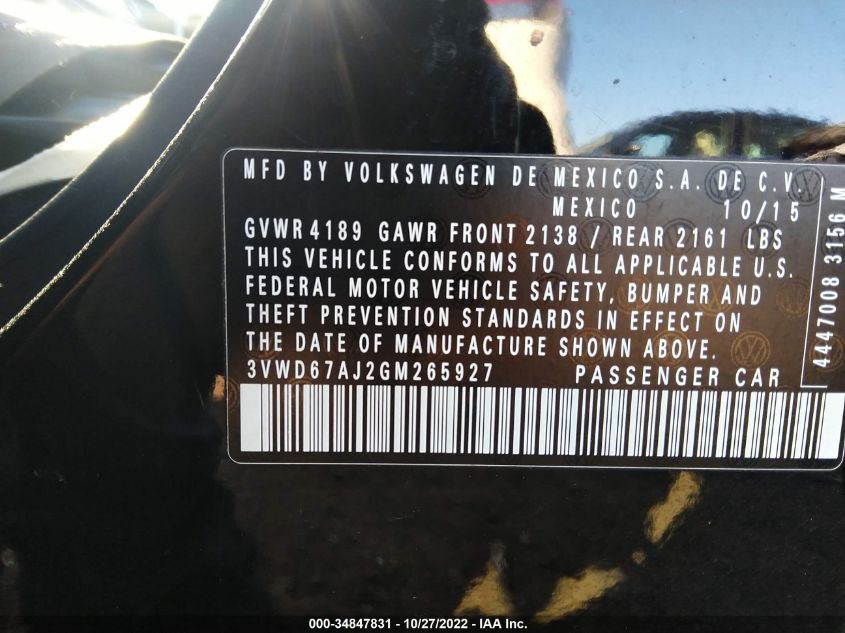 MFD BY VOLKSWAGEN DE MEXICO S.A. DE C.V.
MEXICO 10/15
GVWR 4189 GAWR FRONT 2138 / REAR 2161 LBS
THIS VEHICLE CONFORMS TO ALL APPLICABLE U.S.
FEDERAL MOTOR VEHICLE SAFETY, BUMPER AND
THEFT PREVENTION STANDARDS IN EFFECT ON
THE DATE OF MANUFACTURE SHOWN ABOVE.
3VWD67AJ2GM265927 PASSENGER CAR
4447008 3156 M
000-34847831 - 10/27/2022 - IAA Inc.